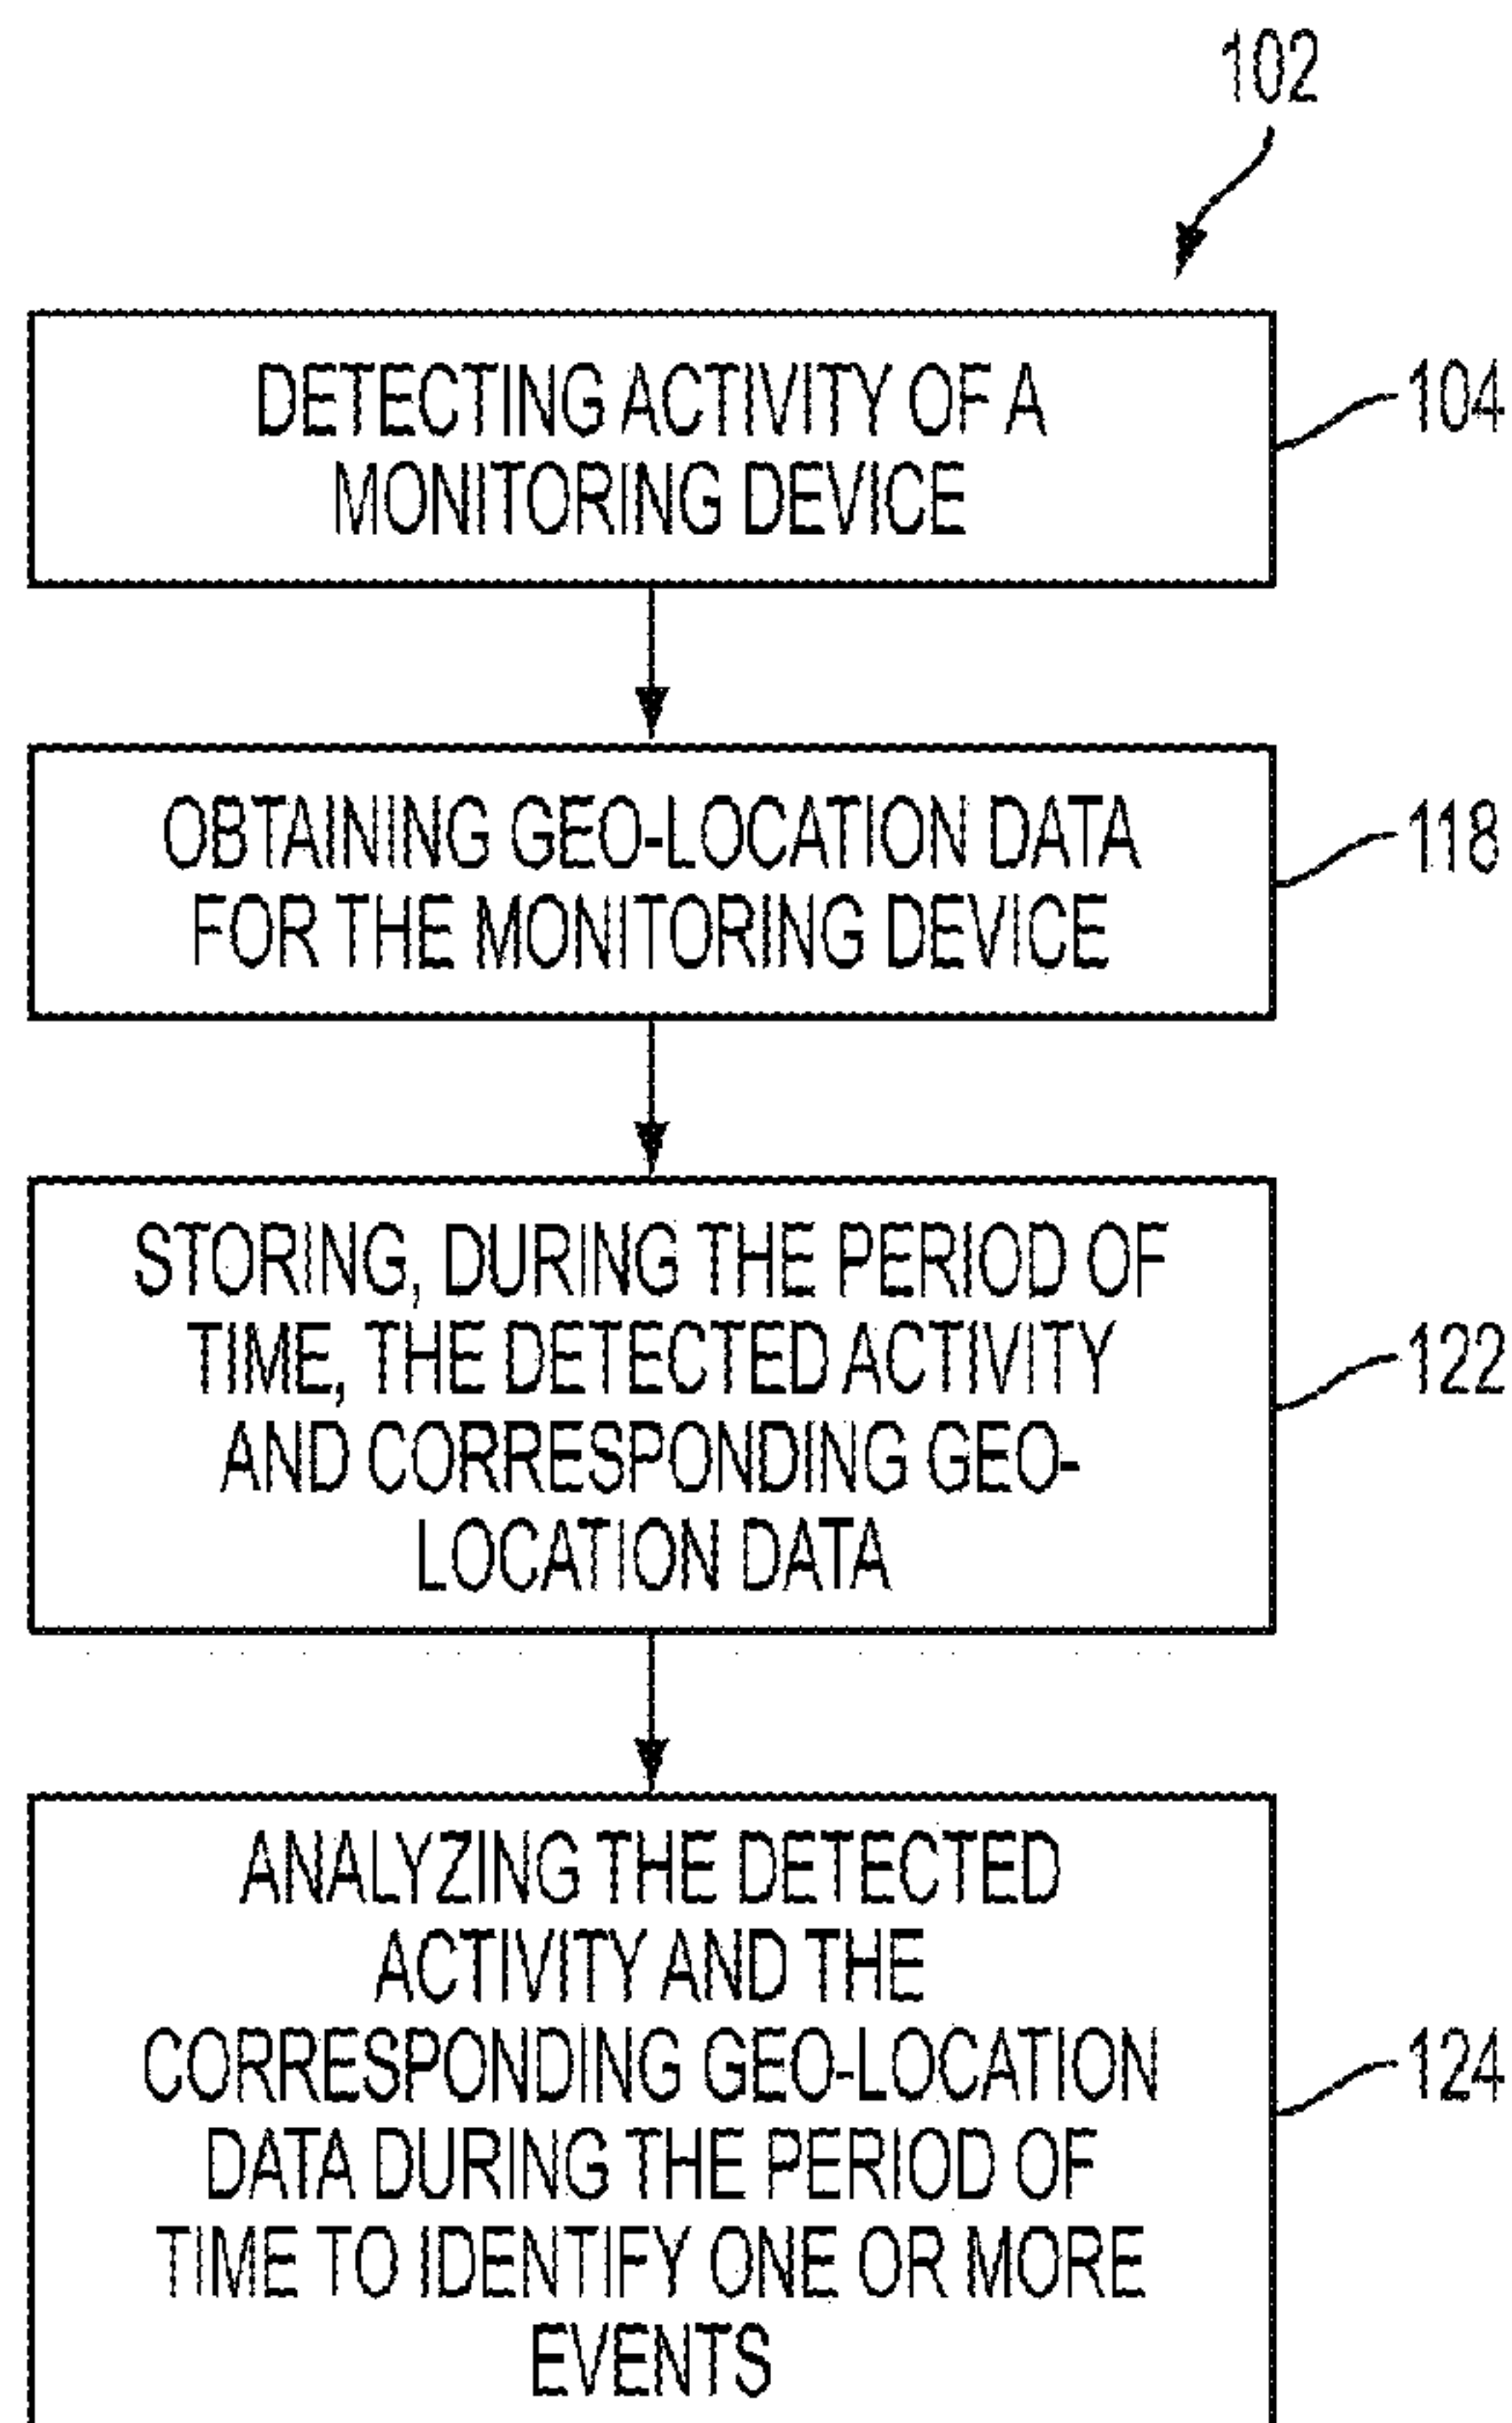 102
DETECTING ACTIVITY OF A
MONITORING DEVICE
104
OBTAINING GEO-LOCATION DATA
FOR THE MONITORING DEVICE
118
STORING, DURING THE PERIOD OF
TIME, THE DETECTED ACTIVITY
AND CORRESPONDING GEO-
LOCATION DATA
122
ANALYZING THE DETECTED
ACTIVITY AND THE
CORRESPONDING GEO-LOCATION
DATA DURING THE PERIOD OF
TIME TO IDENTIFY ONE OR MORE
EVENTS
124